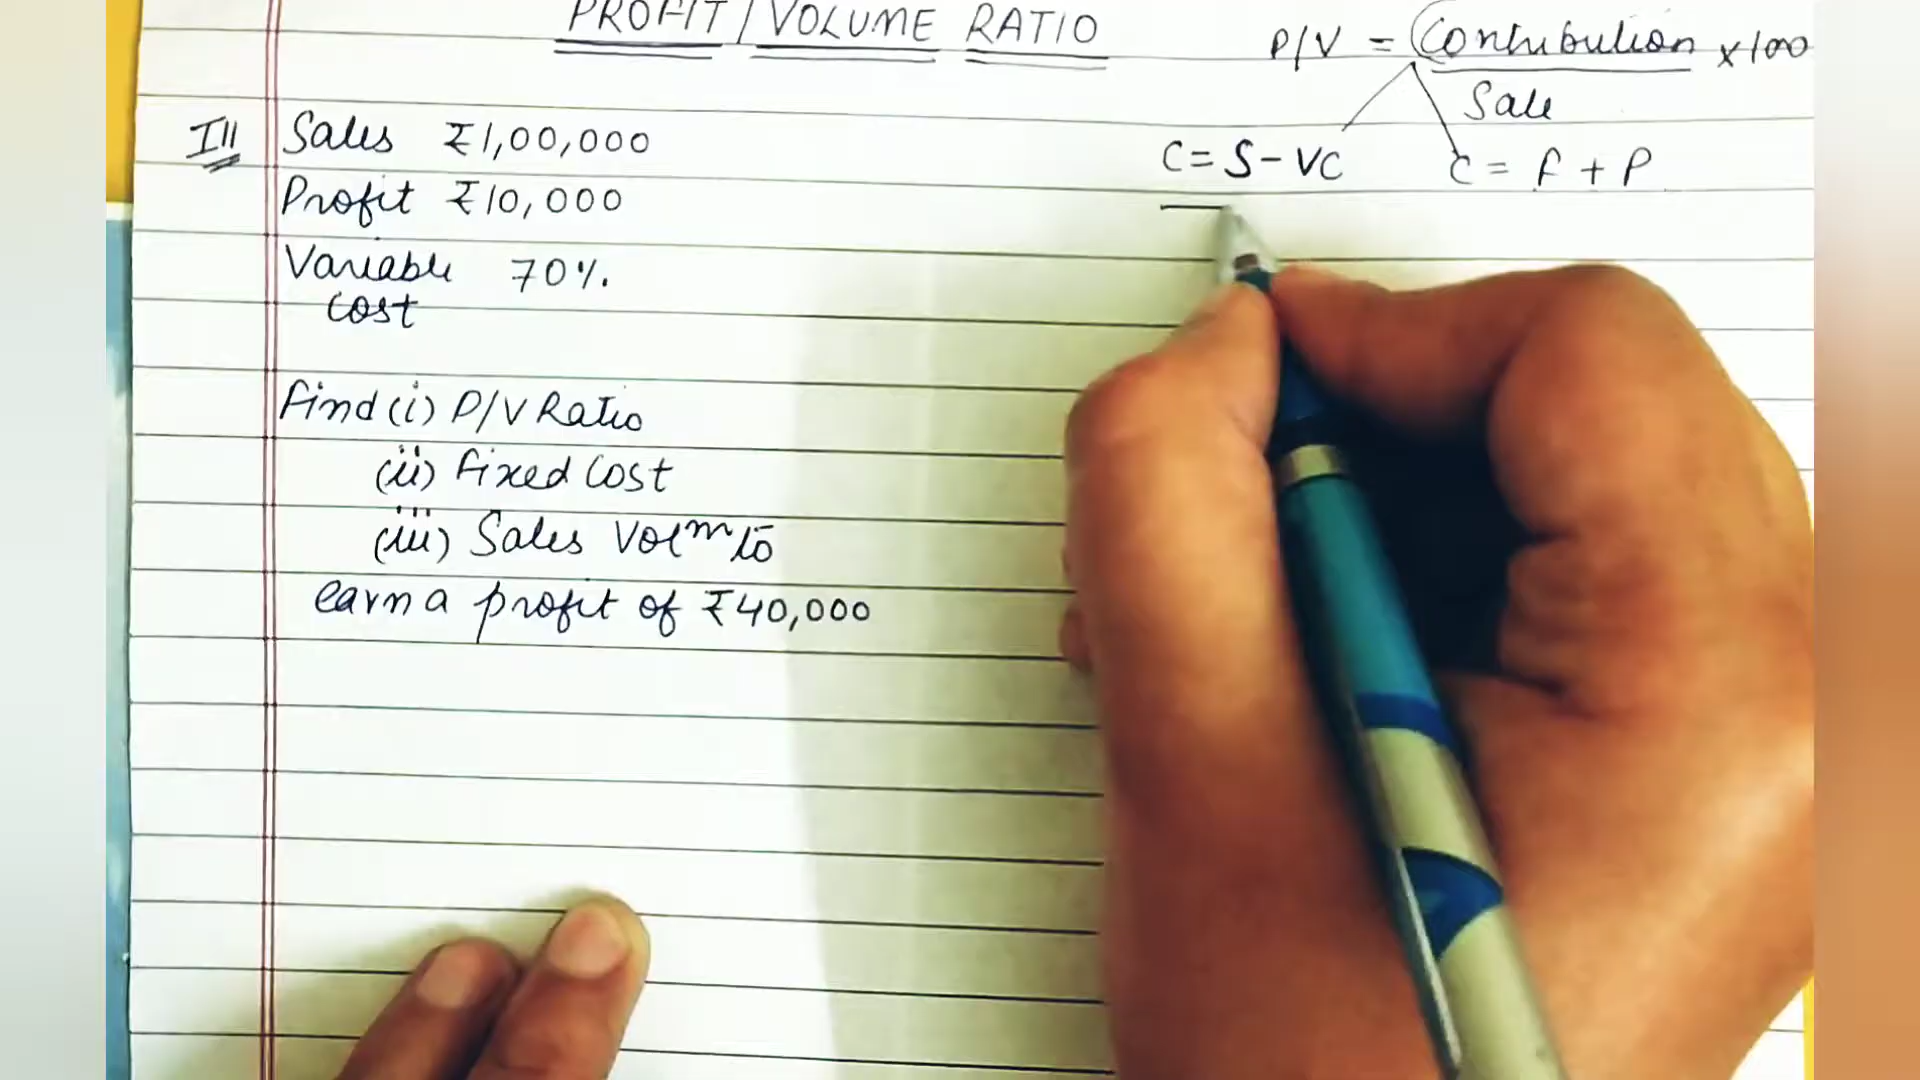 PROFIT/VOLUME RATIO
P/V = Contribution x100
Sale
C = S - VC
C = F + P
Ill Sales ₹1,00,000
Profit ₹10,000
Variable 70%.
Cost
Find (i) P/V Ratio
(ii) Fixed Cost
(iii) Sales Volm to
earn a profit of ₹40,000